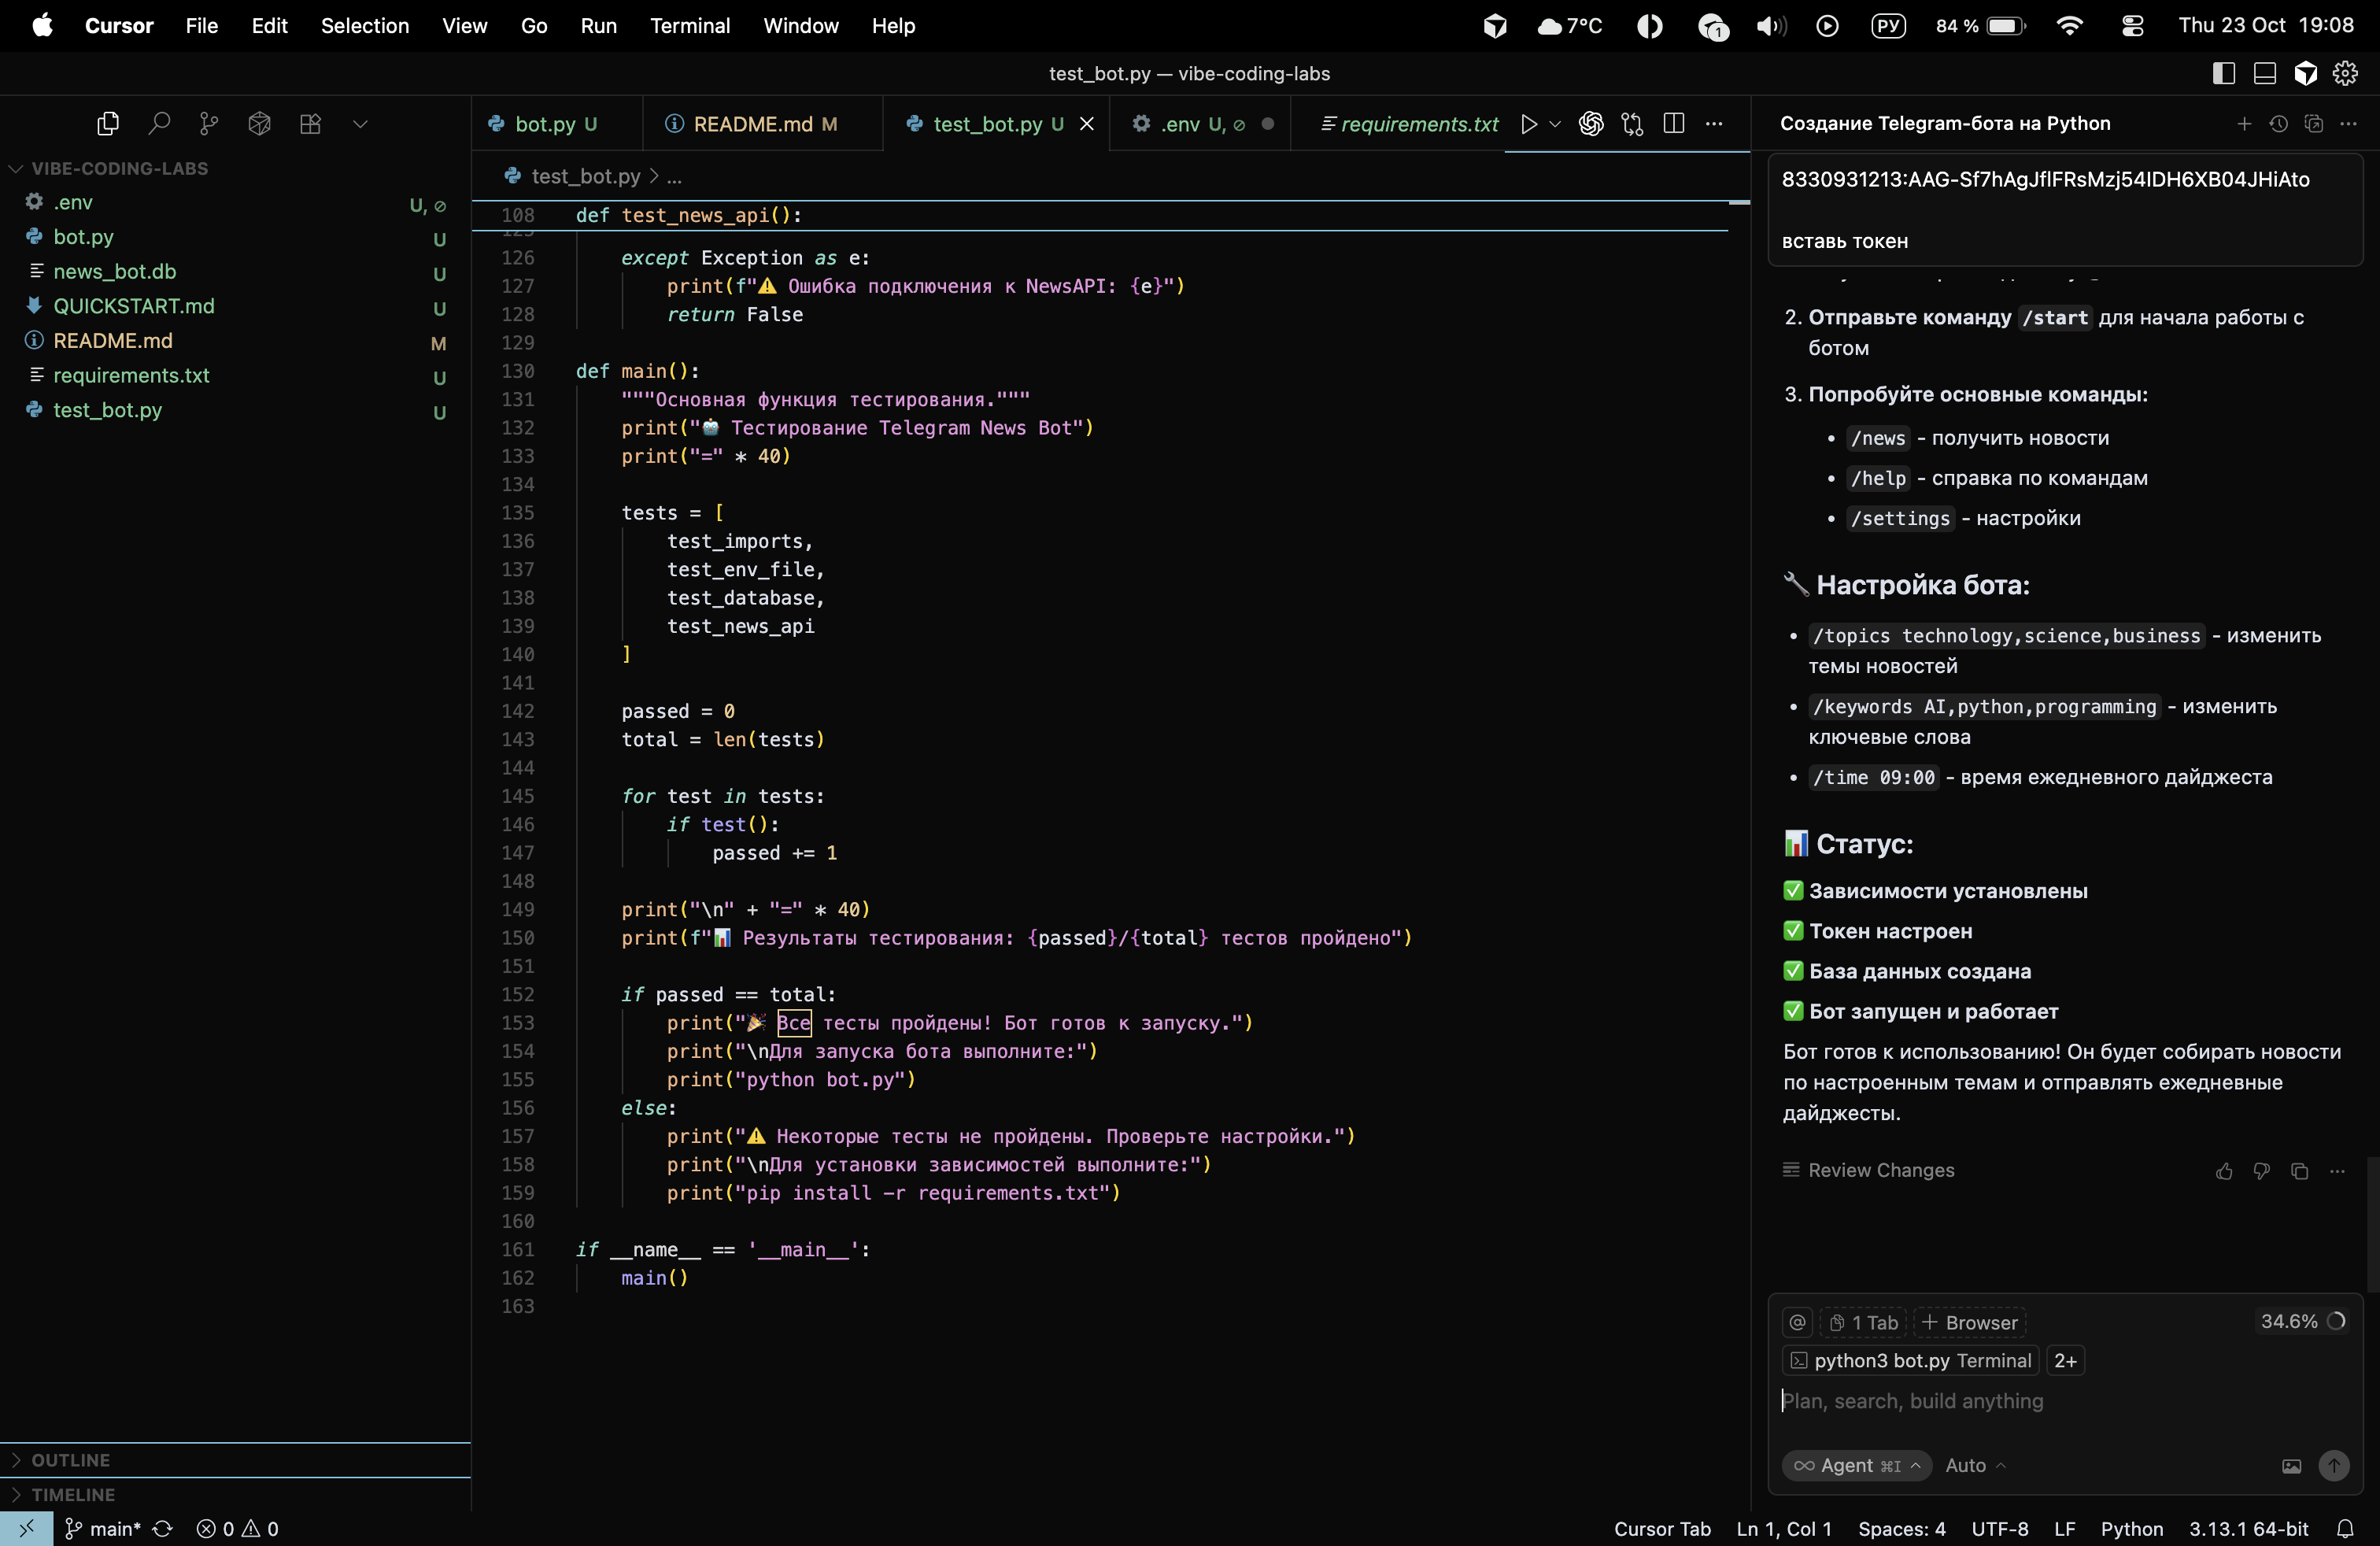 Cursor File Edit Selection View Go Run Terminal Window Help 7°C 1 РУ 84 % Thu 23 Oct 19:08
test_bot.py — vibe-coding-labs
bot.py U README.md M test_bot.py U .env U, requirements.txt
Создание Telegram-бота на Python
VIBE-CODING-LABS
.env U,
bot.py U
news_bot.db U
QUICKSTART.md U
README.md M
requirements.txt U
test_bot.py U
OUTLINE
TIMELINE
test_bot.py > ...
108 def test_news_api():
126 except Exception as e:
127 print(f"⚠️ Ошибка подключения к NewsAPI: {e}")
128 return False
129
130 def main():
131 """Основная функция тестирования."""
132 print("🤖 Тестирование Telegram News Bot")
133 print("=" * 40)
134
135 tests = [
136 test_imports,
137 test_env_file,
138 test_database,
139 test_news_api
140 ]
141
142 passed = 0
143 total = len(tests)
144
145 for test in tests:
146 if test():
147 passed += 1
148
149 print("\n" + "=" * 40)
150 print(f"📊 Результаты тестирования: {passed}/{total} тестов пройдено")
151
152 if passed == total:
153 print("🎉 Все тесты пройдены! Бот готов к запуску.")
154 print("\nДля запуска бота выполните:")
155 print("python bot.py")
156 else:
157 print("⚠️ Некоторые тесты не пройдены. Проверьте настройки.")
158 print("\nДля установки зависимостей выполните:")
159 print("pip install -r requirements.txt")
160
161 if __name__ == '__main__':
162 main()
163
8330931213:AAG-Sf7hAgJflFRsMzj54IDH6XB04JHiAto
вставь токен
2. Отправьте команду /start для начала работы с
ботом
3. Попробуйте основные команды:
• /news - получить новости
• /help - справка по командам
• /settings - настройки
🔧 Настройка бота:
• /topics technology,science,business - изменить
темы новостей
• /keywords AI,python,programming - изменить
ключевые слова
• /time 09:00 - время ежедневного дайджеста
📊 Статус:
✅ Зависимости установлены
✅ Токен настроен
✅ База данных создана
✅ Бот запущен и работает
Бот готов к использованию! Он будет собирать новости
по настроенным темам и отправлять ежедневные
дайджесты.
Review Changes
@ 1 Tab + Browser 34.6%
python3 bot.py Terminal 2+
Plan, search, build anything
Agent ⌘I Auto
main* 0 0 Cursor Tab Ln 1, Col 1 Spaces: 4 UTF-8 LF Python 3.13.1 64-bit